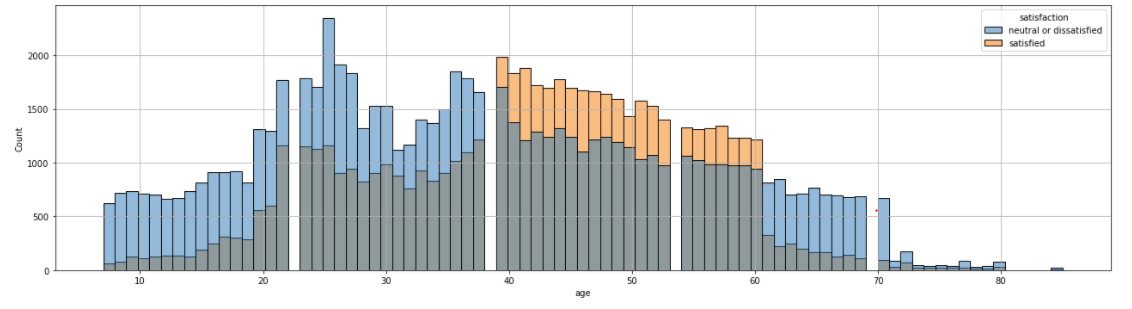 satisfaction
neutral or dissatisfied
satisfied
2000
1500
1000
500
0
Count
10 20 30 40 50 60 70 80
age